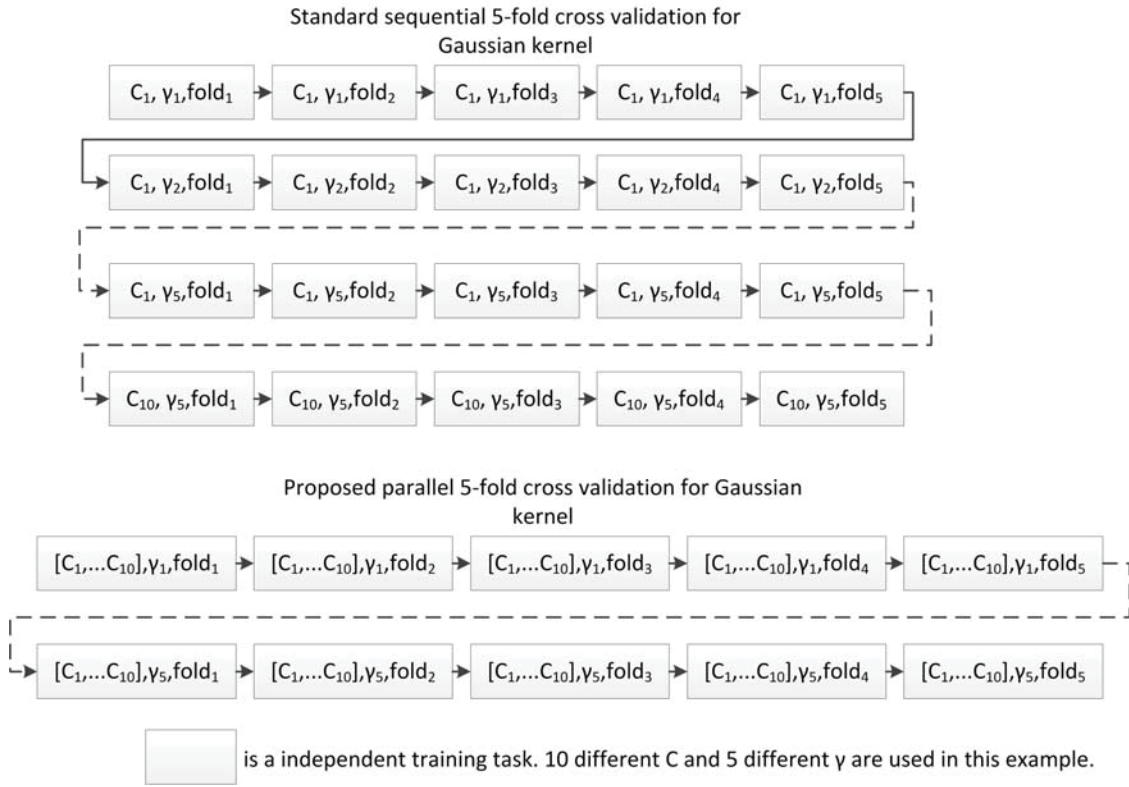 Standard sequential 5-fold cross validation for
Gaussian kernel
C₁, γ₁,fold₁ C₁, γ₁,fold₂ C₁, γ₁,fold₃ C₁, γ₁,fold₄ C₁, γ₁,fold₅
C₁, γ₂,fold₁ C₁, γ₂,fold₂ C₁, γ₂,fold₃ C₁, γ₂,fold₄ C₁, γ₂,fold₅
C₁, γ₅,fold₁ C₁, γ₅,fold₂ C₁, γ₅,fold₃ C₁, γ₅,fold₄ C₁, γ₅,fold₅
C₁₀, γ₅,fold₁ C₁₀, γ₅,fold₂ C₁₀, γ₅,fold₃ C₁₀, γ₅,fold₄ C₁₀, γ₅,fold₅
Proposed parallel 5-fold cross validation for Gaussian
kernel
[C₁,...C₁₀],γ₁,fold₁ [C₁,...C₁₀],γ₁,fold₂ [C₁,...C₁₀],γ₁,fold₃ [C₁,...C₁₀],γ₁,fold₄ [C₁,...C₁₀],γ₁,fold₅
[C₁,...C₁₀],γ₅,fold₁ [C₁,...C₁₀],γ₅,fold₂ [C₁,...C₁₀],γ₅,fold₃ [C₁,...C₁₀],γ₅,fold₄ [C₁,...C₁₀],γ₅,fold₅
is a independent training task. 10 different C and 5 different γ are used in this example.